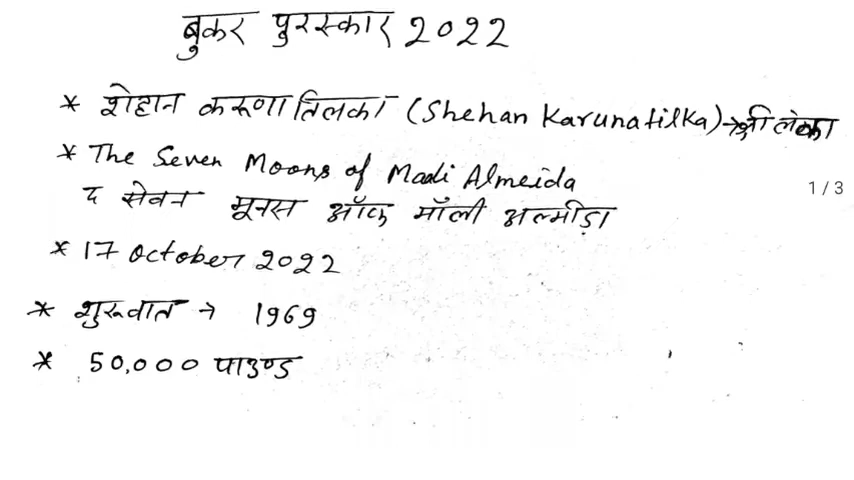 बुकर पुरस्कार 2022
* शेहान करूणातिलका (Shehan Karunatilka) → श्री लंका
* The Seven Moons of Maali Almeida
द सेवन मूनस ऑफ मॉली अल्मीडा
1 / 3
* 17 october 2022
* शुरूवात → 1969
* 50,000 पाउण्ड